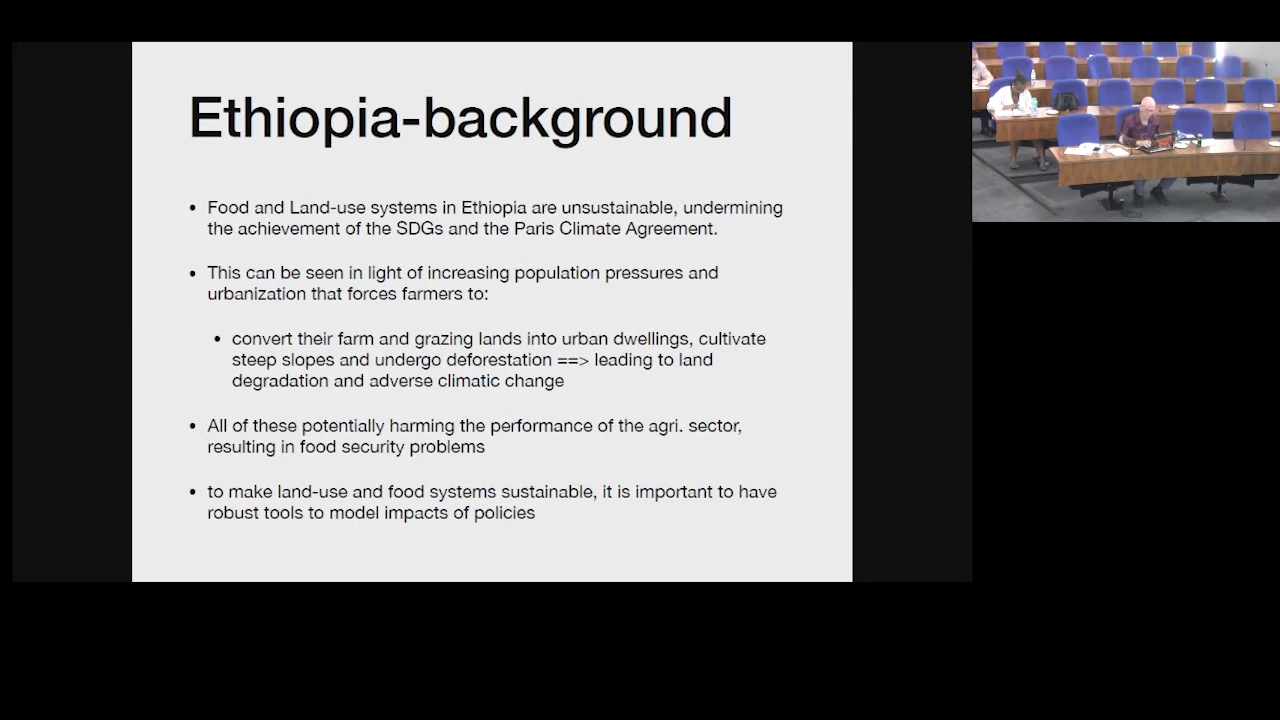 Ethiopia-background
• Food and Land-use systems in Ethiopia are unsustainable, undermining
the achievement of the SDGs and the Paris Climate Agreement.
• This can be seen in light of increasing population pressures and
urbanization that forces farmers to:
• convert their farm and grazing lands into urban dwellings, cultivate
steep slopes and undergo deforestation ==> leading to land
degradation and adverse climatic change
• All of these potentially harming the performance of the agri. sector,
resulting in food security problems
• to make land-use and food systems sustainable, it is important to have
robust tools to model impacts of policies